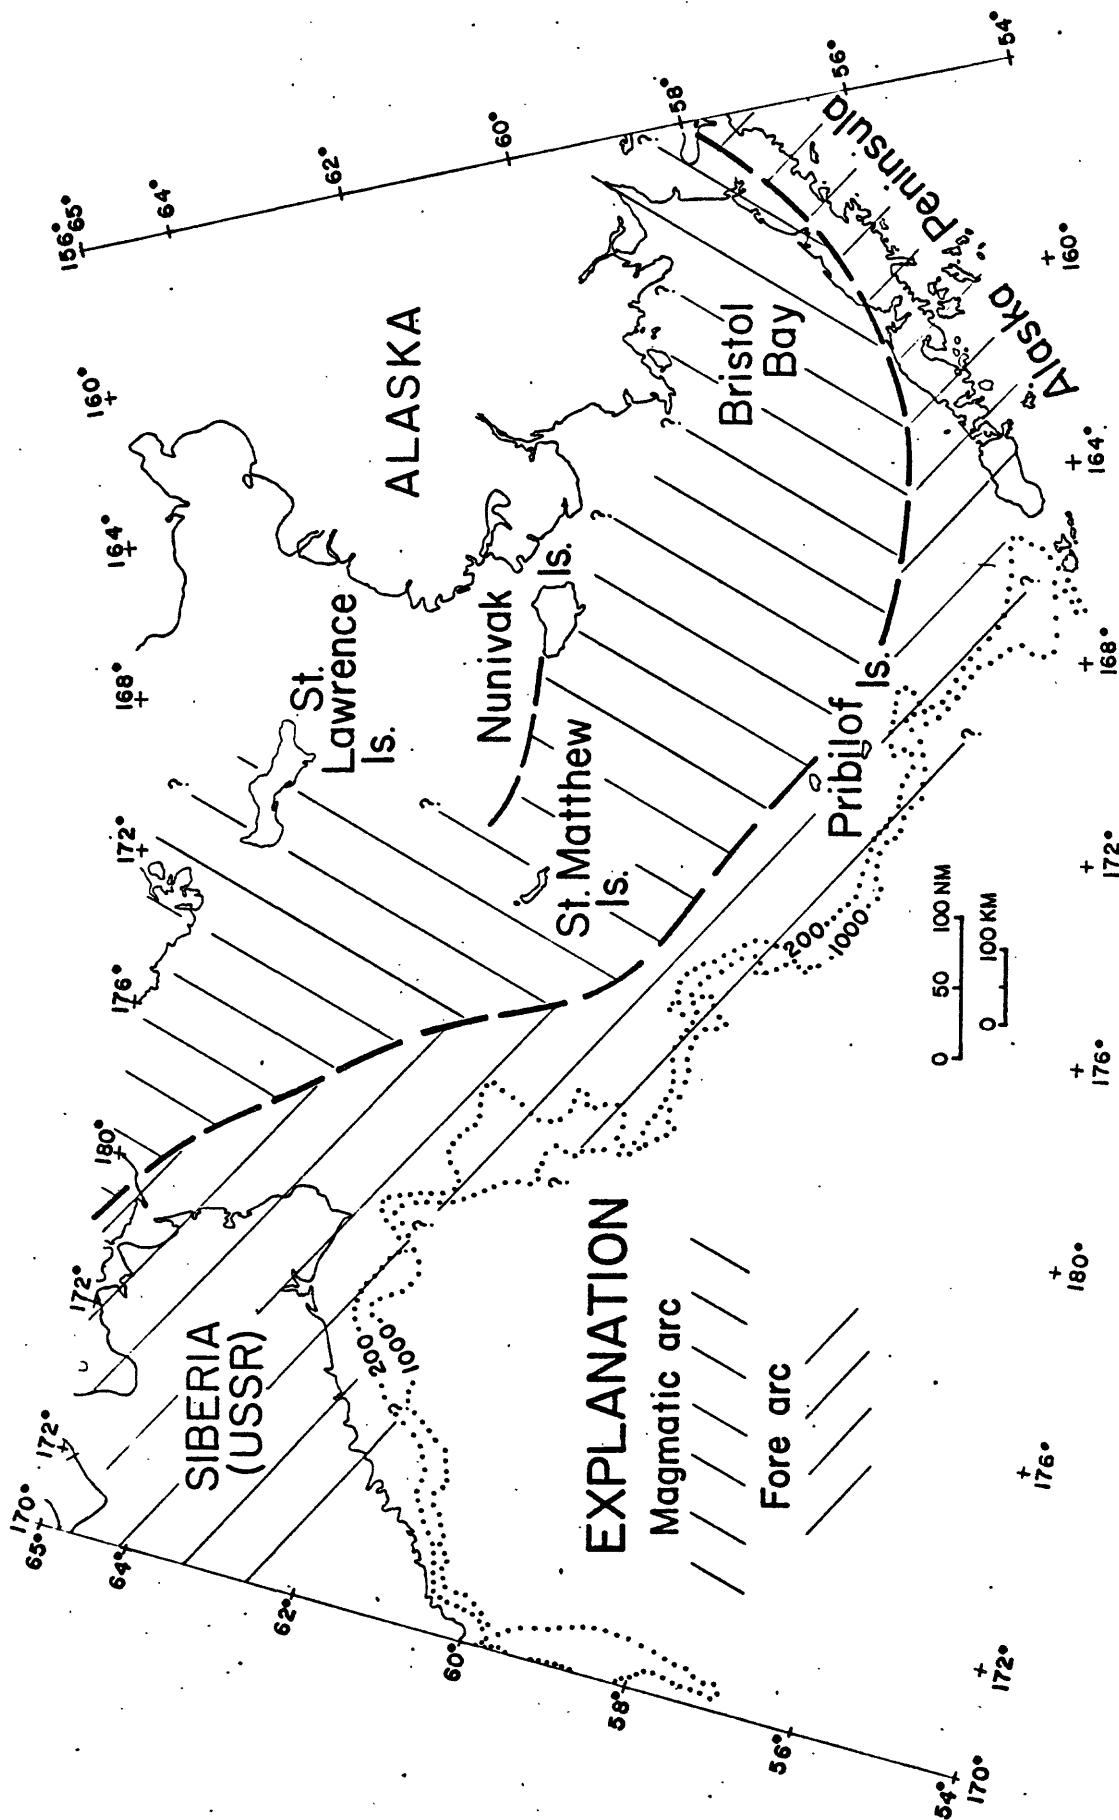 170°
172°
172°
180°
176°
172°
168°
164°
160°
156°
65°
65°
64°
62°
60°
58°
56°
54°
170°
64°
62°
60°
58°
56°
54°
172°
176°
180°
176°
172°
168°
164°
160°
SIBERIA
(USSR)
ALASKA
St.
Lawrence
Is.
Nunivak
Is.
St. Matthew
Is.
Bristol
Bay
Pribilof
Is.
Alaska Peninsula
200
1000
200
1000
?
?
?
?
?
?
?
?
?
?
?
?
EXPLANATION
Magmatic arc
Fore arc
0 50 100 NM
0 100 KM